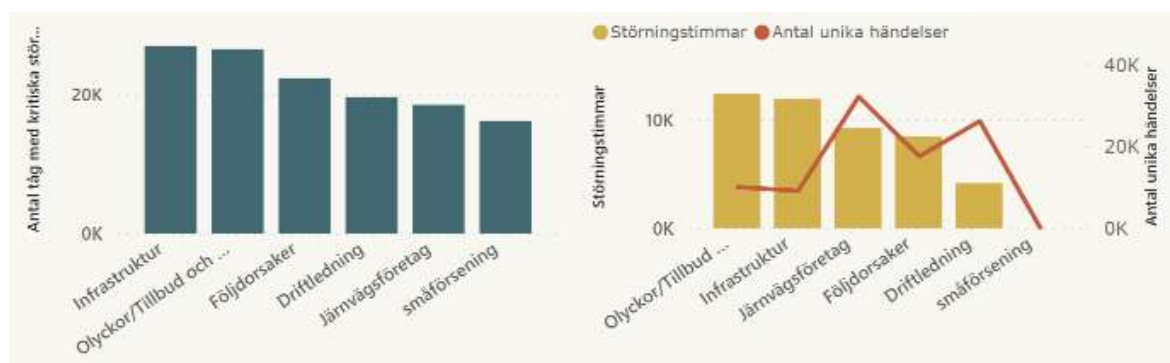 Antal tåg med kritiska stör...
20K
0K
Infrastruktur
Olyckor/Tillbud och ...
Följdorsaker
Driftledning
Järnvägsföretag
småförsening
Störningstimmar Antal unika händelser
Störningstimmar
10K
0K
40K
20K
0K
Antal unika händelser
Olyckor/Tillbud ...
Infrastruktur
Järnvägsföretag
Följdorsaker
Driftledning
småförsening